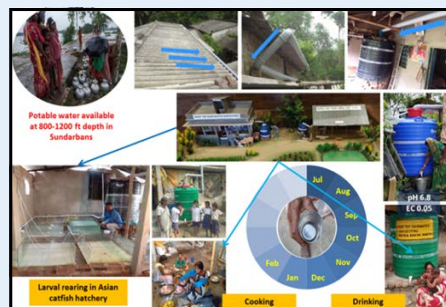 Potable water available
at 800-1200 ft depth in
Sundarbans
Jul
Aug
Sep
Oct
Nov
Dec
Jan
Feb
pH 6.8
EC 0.05
Larval rearing in Asian
catfish hatchery
Cooking
Drinking